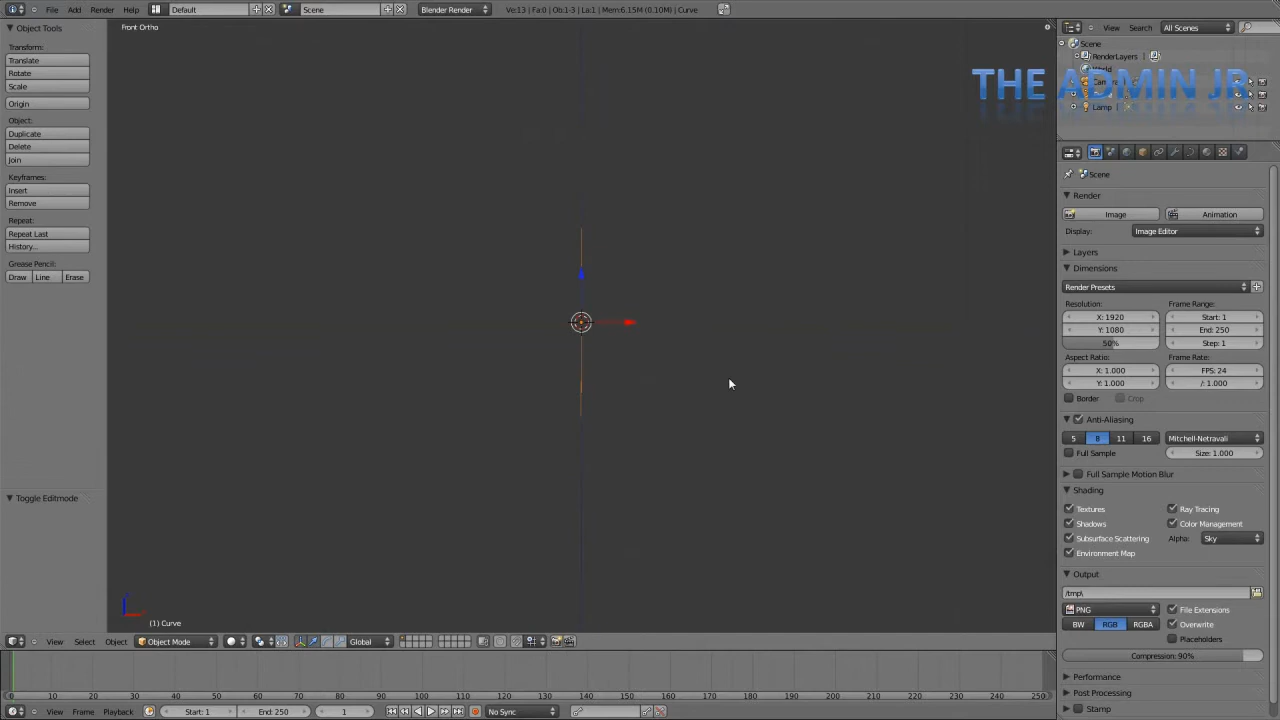 File Add Render Help Default Scene Blender Render Ve:13 | Fa:0 | Ob:1-3 | La:1 | Mem:6.15M (0.10M) | Curve
Object Tools
Transform:
Translate
Rotate
Scale
Origin
Object:
Duplicate
Delete
Join
Keyframes:
Insert
Remove
Repeat:
Repeat Last
History...
Grease Pencil:
Draw Line Erase
Toggle Editmode
Front Ortho
(1) Curve
View Select Object Object Mode Global
0 10 20 30 40 50 60 70 80 90 100 110 120 130 140 150 160 170 180 190 200 210 220 230 240 250
View Frame Playback Start: 1 End: 250 1 No Sync
View Search All Scenes
Scene
RenderLayers
World
Lamp
THE ADMIN JR
Scene
Render
Image Animation
Display: Image Editor
Layers
Dimensions
Render Presets
Resolution: Frame Range:
X: 1920 Start: 1
Y: 1080 End: 250
50% Step: 1
Aspect Ratio: Frame Rate:
X: 1.000 FPS: 24
Y: 1.000 /: 1.000
Border Crop
Anti-Aliasing
5 8 11 16 Mitchell-Netravali
Full Sample Size: 1.000
Full Sample Motion Blur
Shading
Textures Ray Tracing
Shadows Color Management
Subsurface Scattering Alpha: Sky
Environment Map
Output
/tmp\
PNG File Extensions
BW RGB RGBA Overwrite
Placeholders
Compression: 90%
Performance
Post Processing
Stamp